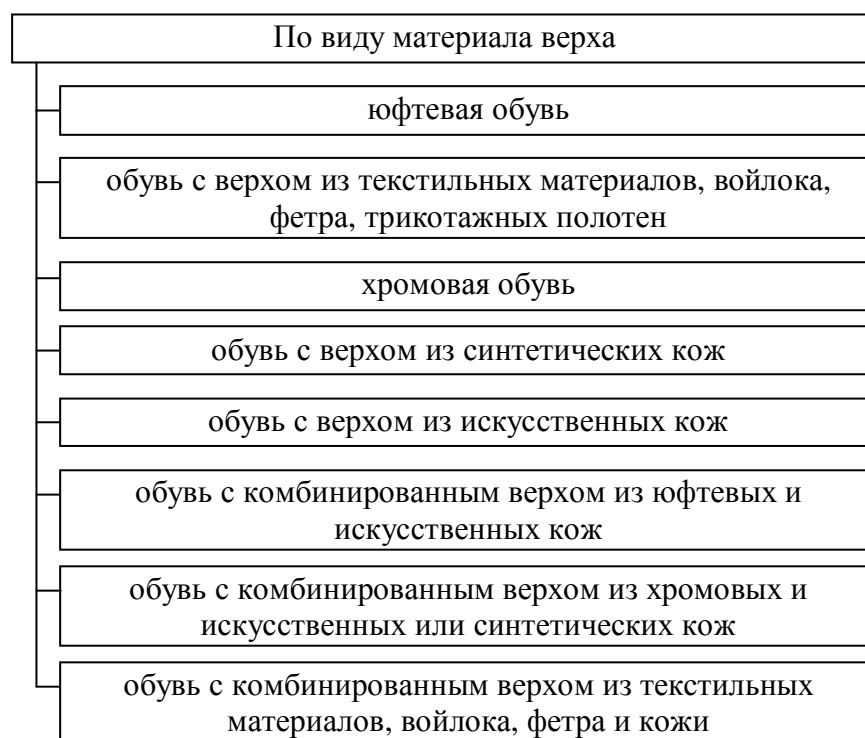 По виду материала верха
юфтевая обувь
обувь с верхом из текстильных материалов, войлока,
фетра, трикотажных полотен
хромовая обувь
обувь с верхом из синтетических кож
обувь с верхом из искусственных кож
обувь с комбинированным верхом из юфтевых и
искусственных кож
обувь с комбинированным верхом из хромовых и
искусственных или синтетических кож
обувь с комбинированным верхом из текстильных
материалов, войлока, фетра и кожи